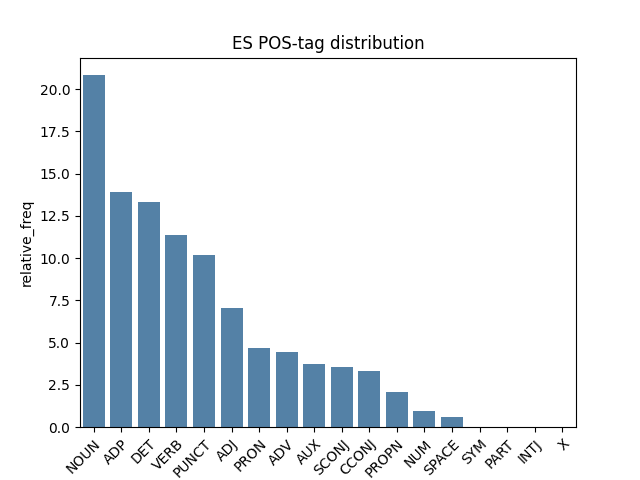 ES POS-tag distribution
20.0
17.5
15.0
12.5
10.0
7.5
5.0
2.5
0.0
relative_freq
NOUN
ADP
DET
VERB
PUNCT
ADJ
PRON
ADV
AUX
SCONJ
CCONJ
PROPN
NUM
SPACE
SYM
PART
INTJ
X